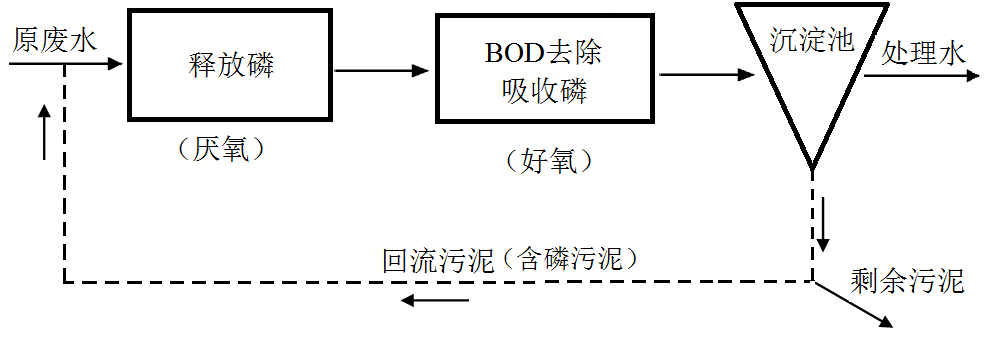 原废水
释放磷
（厌氧）
BOD去除
吸收磷
（好氧）
沉淀池
处理水
回流污泥（含磷污泥）
剩余污泥